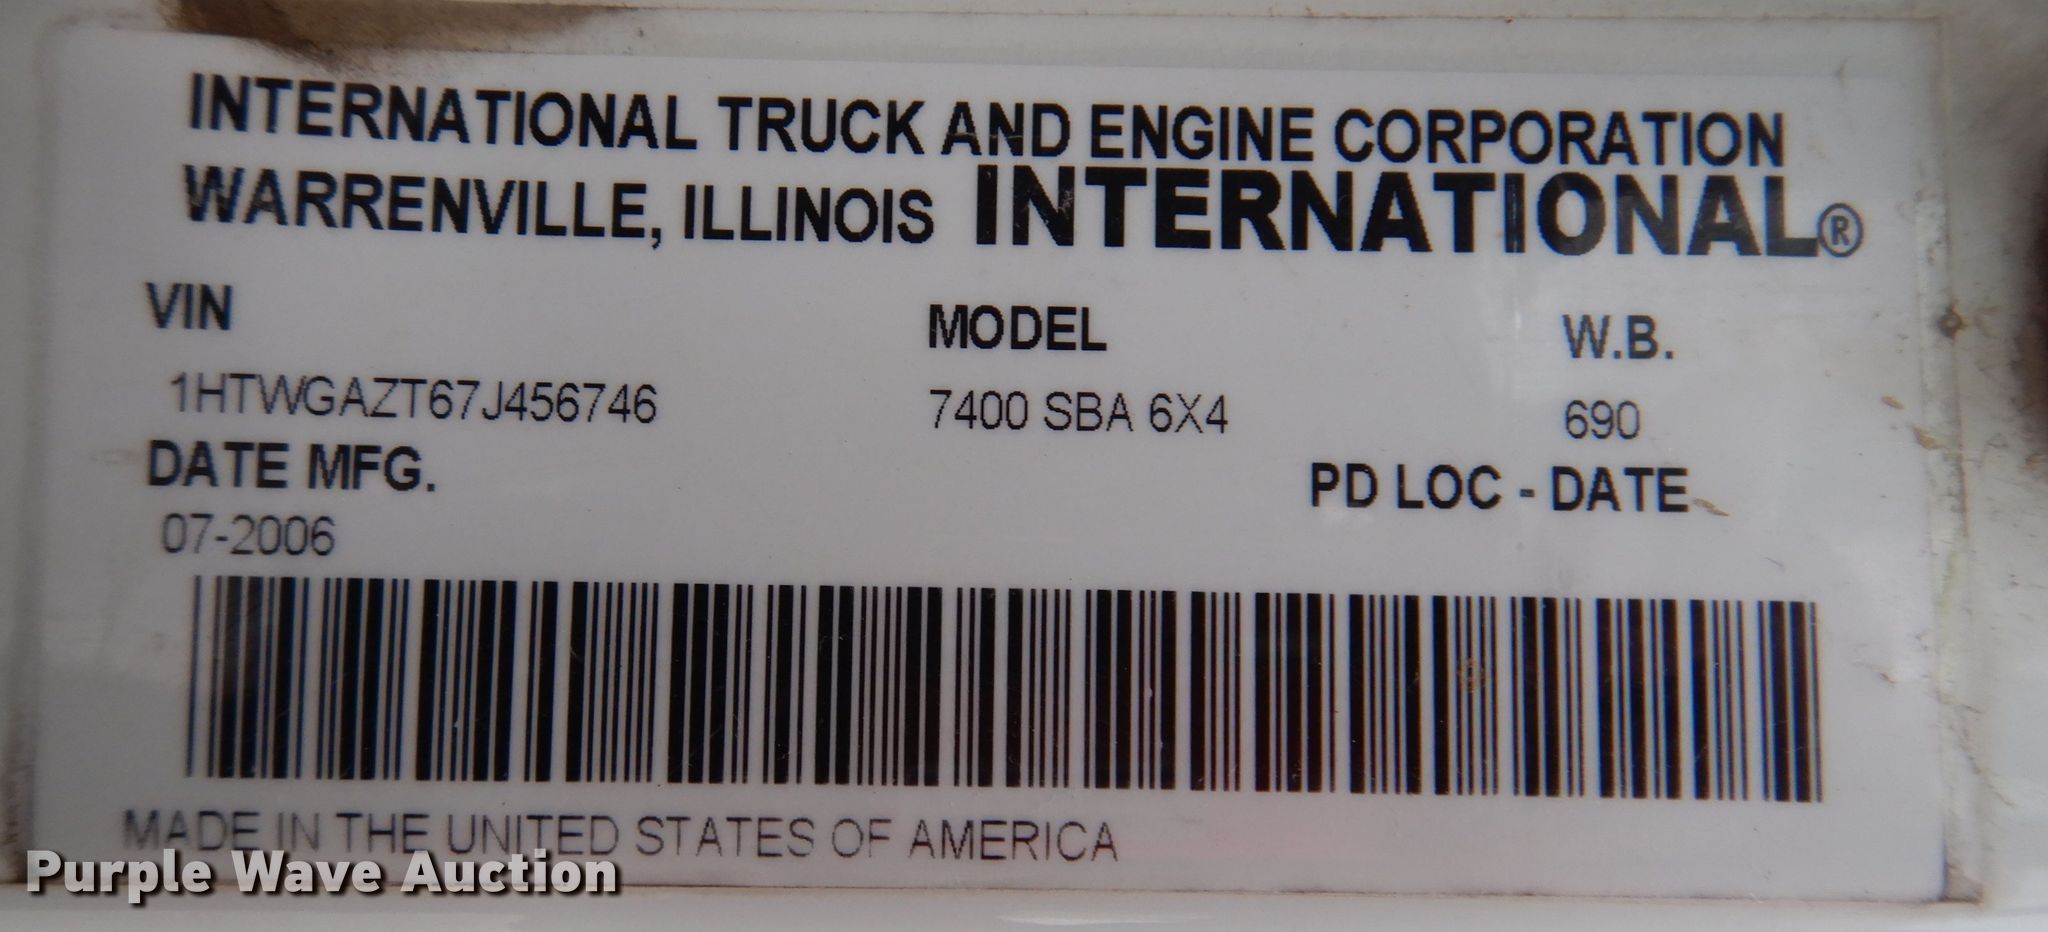 INTERNATIONAL TRUCK AND ENGINE CORPORATION
WARRENVILLE, ILLINOIS INTERNATIONAL®
VIN MODEL W.B.
1HTWGAZT67J456746 7400 SBA 6X4 690
DATE MFG. PD LOC - DATE
07-2006
MADE IN THE UNITED STATES OF AMERICA
Purple Wave Auction